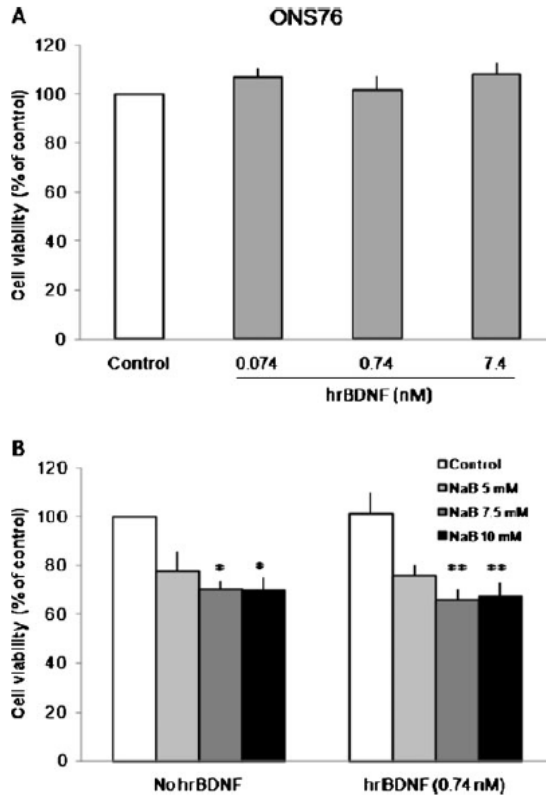 A
ONS76
Cell viability (% of control)
120
100
80
60
40
20
0
Control 0.074 0.74 7.4
hrBDNF (nM)
B
Cell viability (% of control)
120
100
80
60
40
20
0
Control
NaB 5 mM
NaB 7.5 mM
NaB 10 mM
* * ** **
No hrBDNF hrBDNF (0.74 nM)